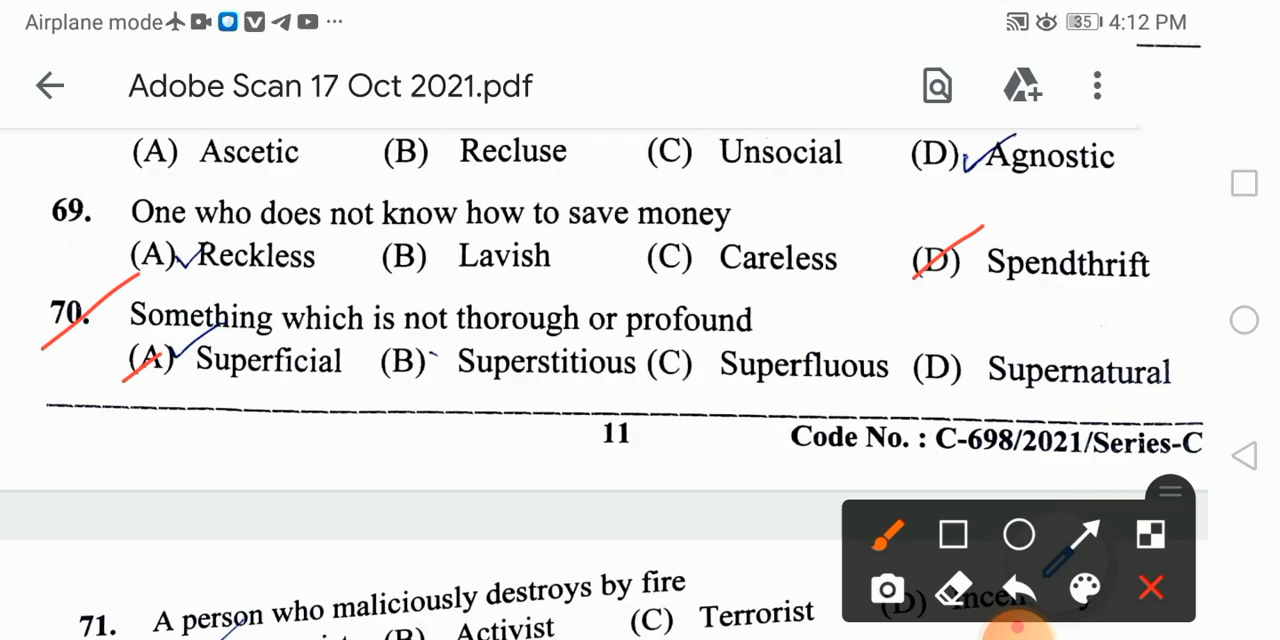 Airplane mode 35 4:12 PM
Adobe Scan 17 Oct 2021.pdf
(A) Ascetic (B) Recluse (C) Unsocial (D) Agnostic
69. One who does not know how to save money
(A) Reckless (B) Lavish (C) Careless (D) Spendthrift
70. Something which is not thorough or profound
(A) Superficial (B) Superstitious (C) Superfluous (D) Supernatural
11 Code No. : C-698/2021/Series-C
71. A person who maliciously destroys by fire
(B) Activist (C) Terrorist (D)